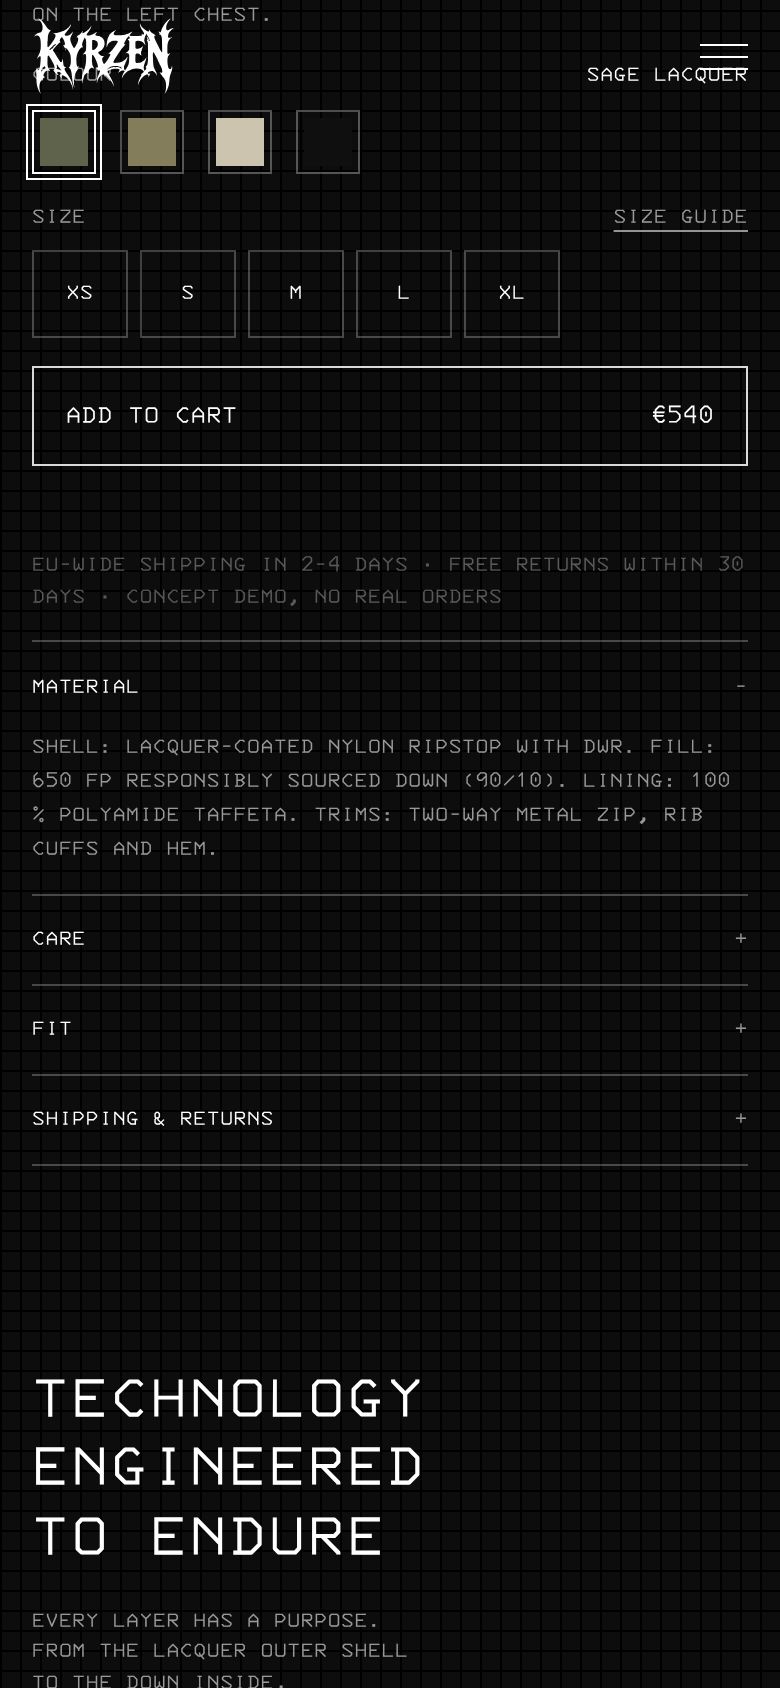 ON THE LEFT CHEST.
KYRZEN
COLOUR
SAGE LACQUER
SIZE
SIZE GUIDE
XS
S
M
L
XL
ADD TO CART
€540
EU-WIDE SHIPPING IN 2-4 DAYS · FREE RETURNS WITHIN 30
DAYS · CONCEPT DEMO, NO REAL ORDERS
MATERIAL
-
SHELL: LACQUER-COATED NYLON RIPSTOP WITH DWR. FILL:
650 FP RESPONSIBLY SOURCED DOWN (90/10). LINING: 100
% POLYAMIDE TAFFETA. TRIMS: TWO-WAY METAL ZIP, RIB
CUFFS AND HEM.
CARE
+
FIT
+
SHIPPING & RETURNS
+
TECHNOLOGY
ENGINEERED
TO ENDURE
EVERY LAYER HAS A PURPOSE.
FROM THE LACQUER OUTER SHELL
TO THE DOWN INSIDE.